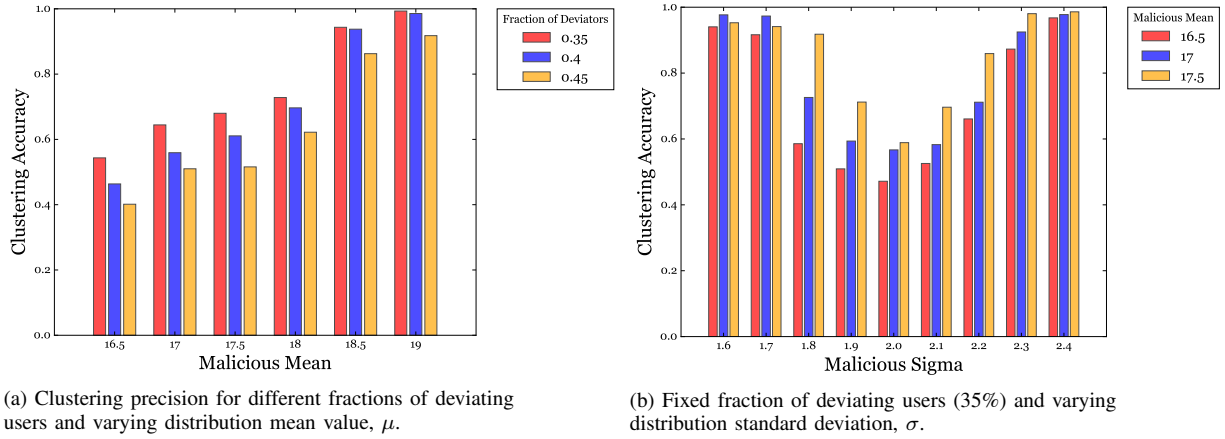 1.0
0.8
0.6
0.4
0.2
0.0
Clustering Accuracy
16.5 17 17.5 18 18.5 19
Malicious Mean
Fraction of Deviators
0.35
0.4
0.45
(a) Clustering precision for different fractions of deviating
users and varying distribution mean value, μ.
1.0
0.8
0.6
0.4
0.2
0.0
Clustering Accuracy
1.6 1.7 1.8 1.9 2.0 2.1 2.2 2.3 2.4
Malicious Sigma
Malicious Mean
16.5
17
17.5
(b) Fixed fraction of deviating users (35%) and varying
distribution standard deviation, σ.